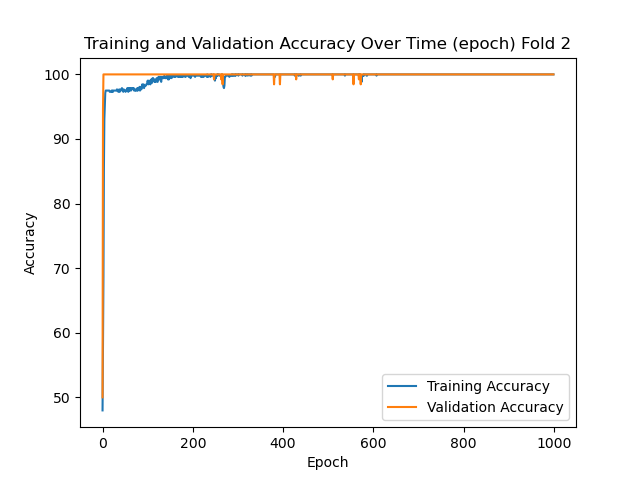 Training and Validation Accuracy Over Time (epoch) Fold 2
100
90
80
70
60
50
Accuracy
0
200
400
600
800
1000
Epoch
Training Accuracy
Validation Accuracy